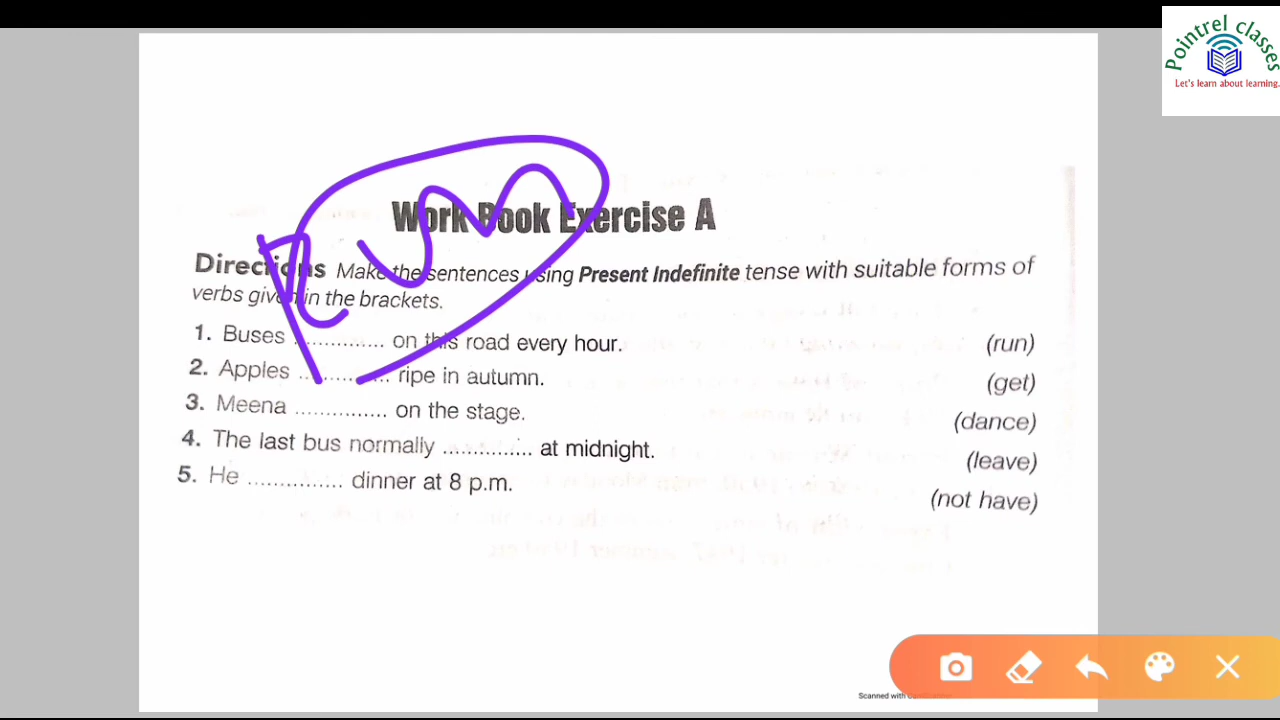 Pointrel classes
Let's learn about learning.
Run
Work Book Exercise A
Directions Make the sentences using Present Indefinite tense with suitable forms of
verbs given in the brackets.
1. Buses ............... on this road every hour. (run)
2. Apples ............... ripe in autumn. (get)
3. Meena ............... on the stage. (dance)
4. The last bus normally ............... at midnight. (leave)
5. He ............... dinner at 8 p.m. (not have)
Scanned with